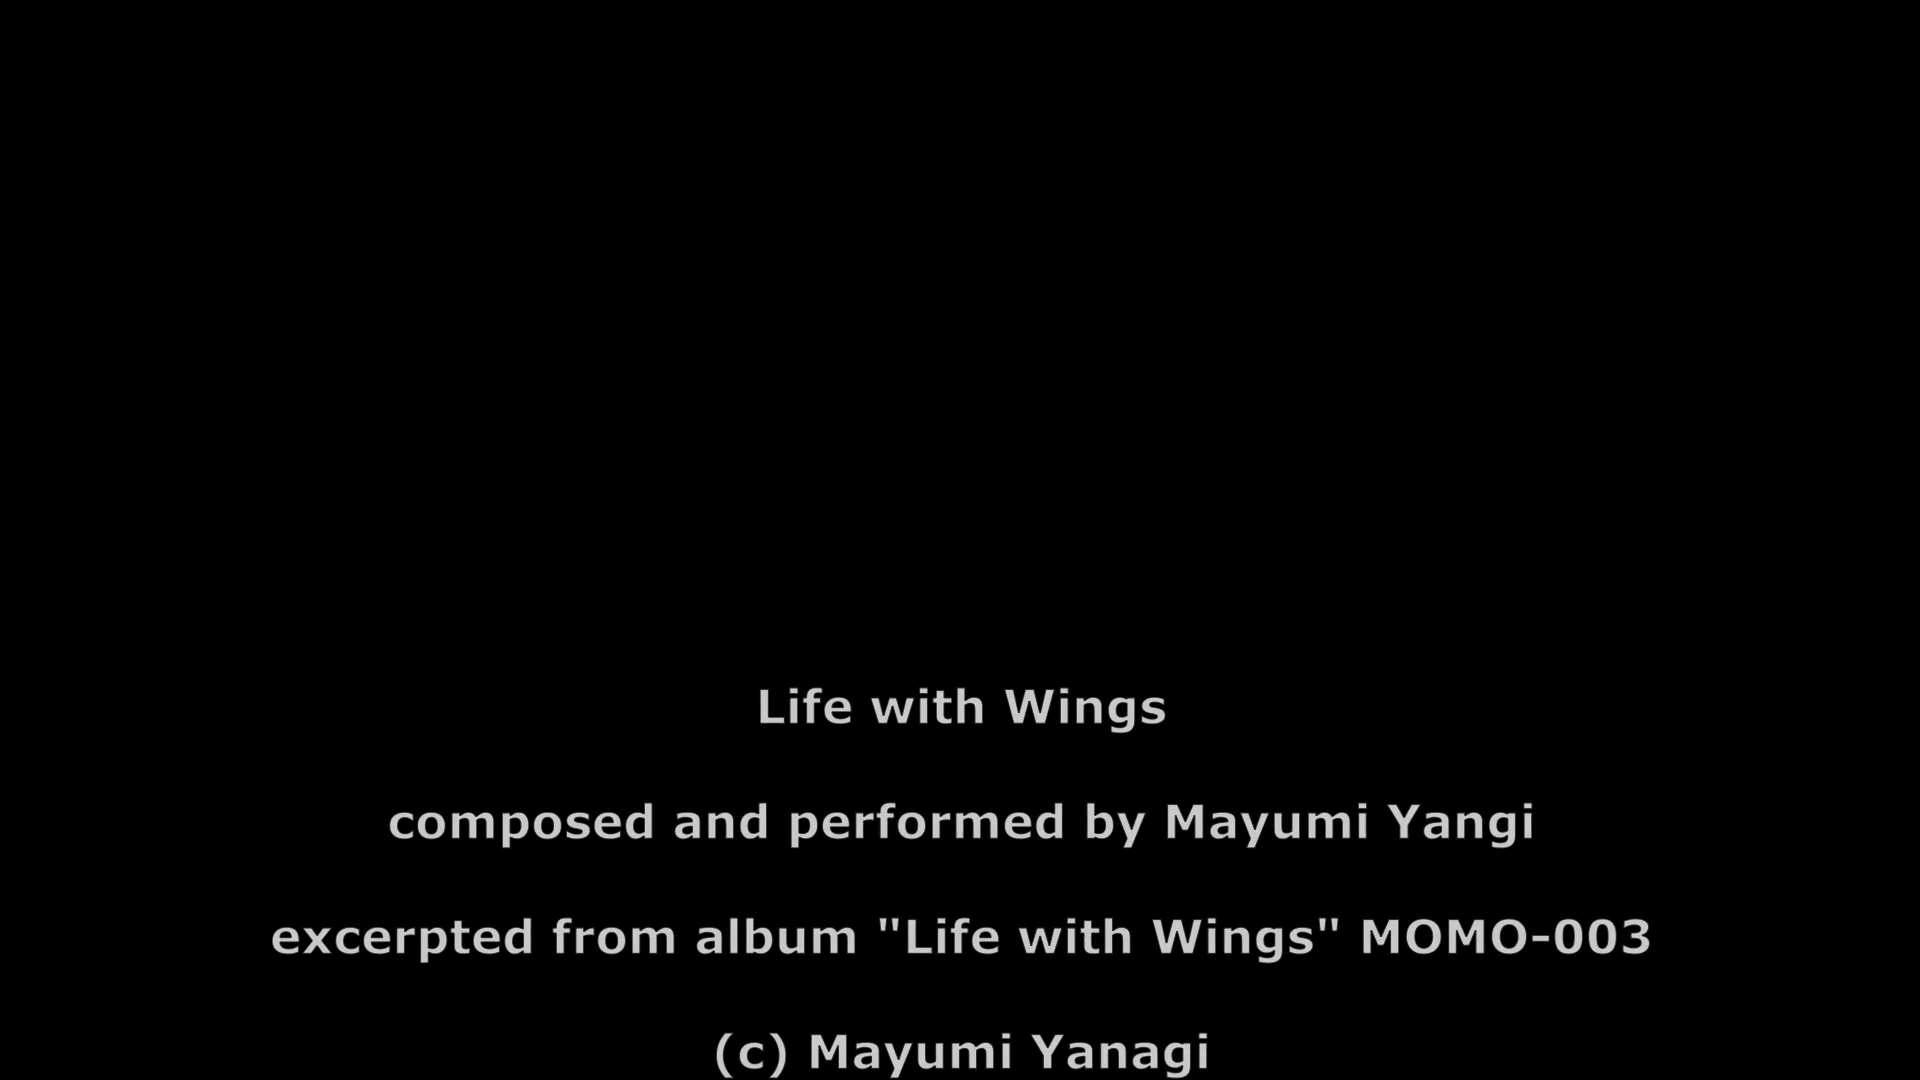 Life with Wings
composed and performed by Mayumi Yangi
excerpted from album "Life with Wings" MOMO-003
(c) Mayumi Yanagi